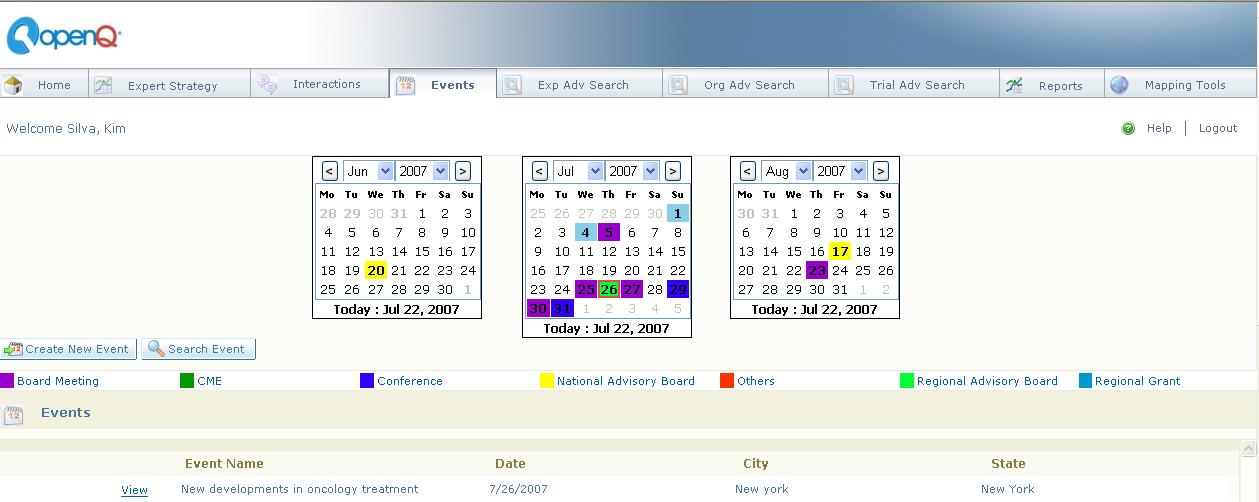 openQ
Home Expert Strategy Interactions Events Exp Adv Search Org Adv Search Trial Adv Search Reports Mapping Tools
Welcome Silva, Kim
Help | Logout
< Jun 2007 >
Mo Tu We Th Fr Sa Su
28 29 30 31 1 2 3
4 5 6 7 8 9 10
11 12 13 14 15 16 17
18 19 20 21 22 23 24
25 26 27 28 29 30 1
Today : Jul 22, 2007
< Jul 2007 >
Mo Tu We Th Fr Sa Su
25 26 27 28 29 30 1
2 3 4 5 6 7 8
9 10 11 12 13 14 15
16 17 18 19 20 21 22
23 24 25 26 27 28 29
30 31 1 2 3 4 5
Today : Jul 22, 2007
< Aug 2007 >
Mo Tu We Th Fr Sa Su
30 31 1 2 3 4 5
6 7 8 9 10 11 12
13 14 15 16 17 18 19
20 21 22 23 24 25 26
27 28 29 30 31 1 2
Today : Jul 22, 2007
Create New Event Search Event
Board Meeting CME Conference National Advisory Board Others Regional Advisory Board Regional Grant
Events
Event Name Date City State
View New developments in oncology treatment 7/26/2007 New york New York